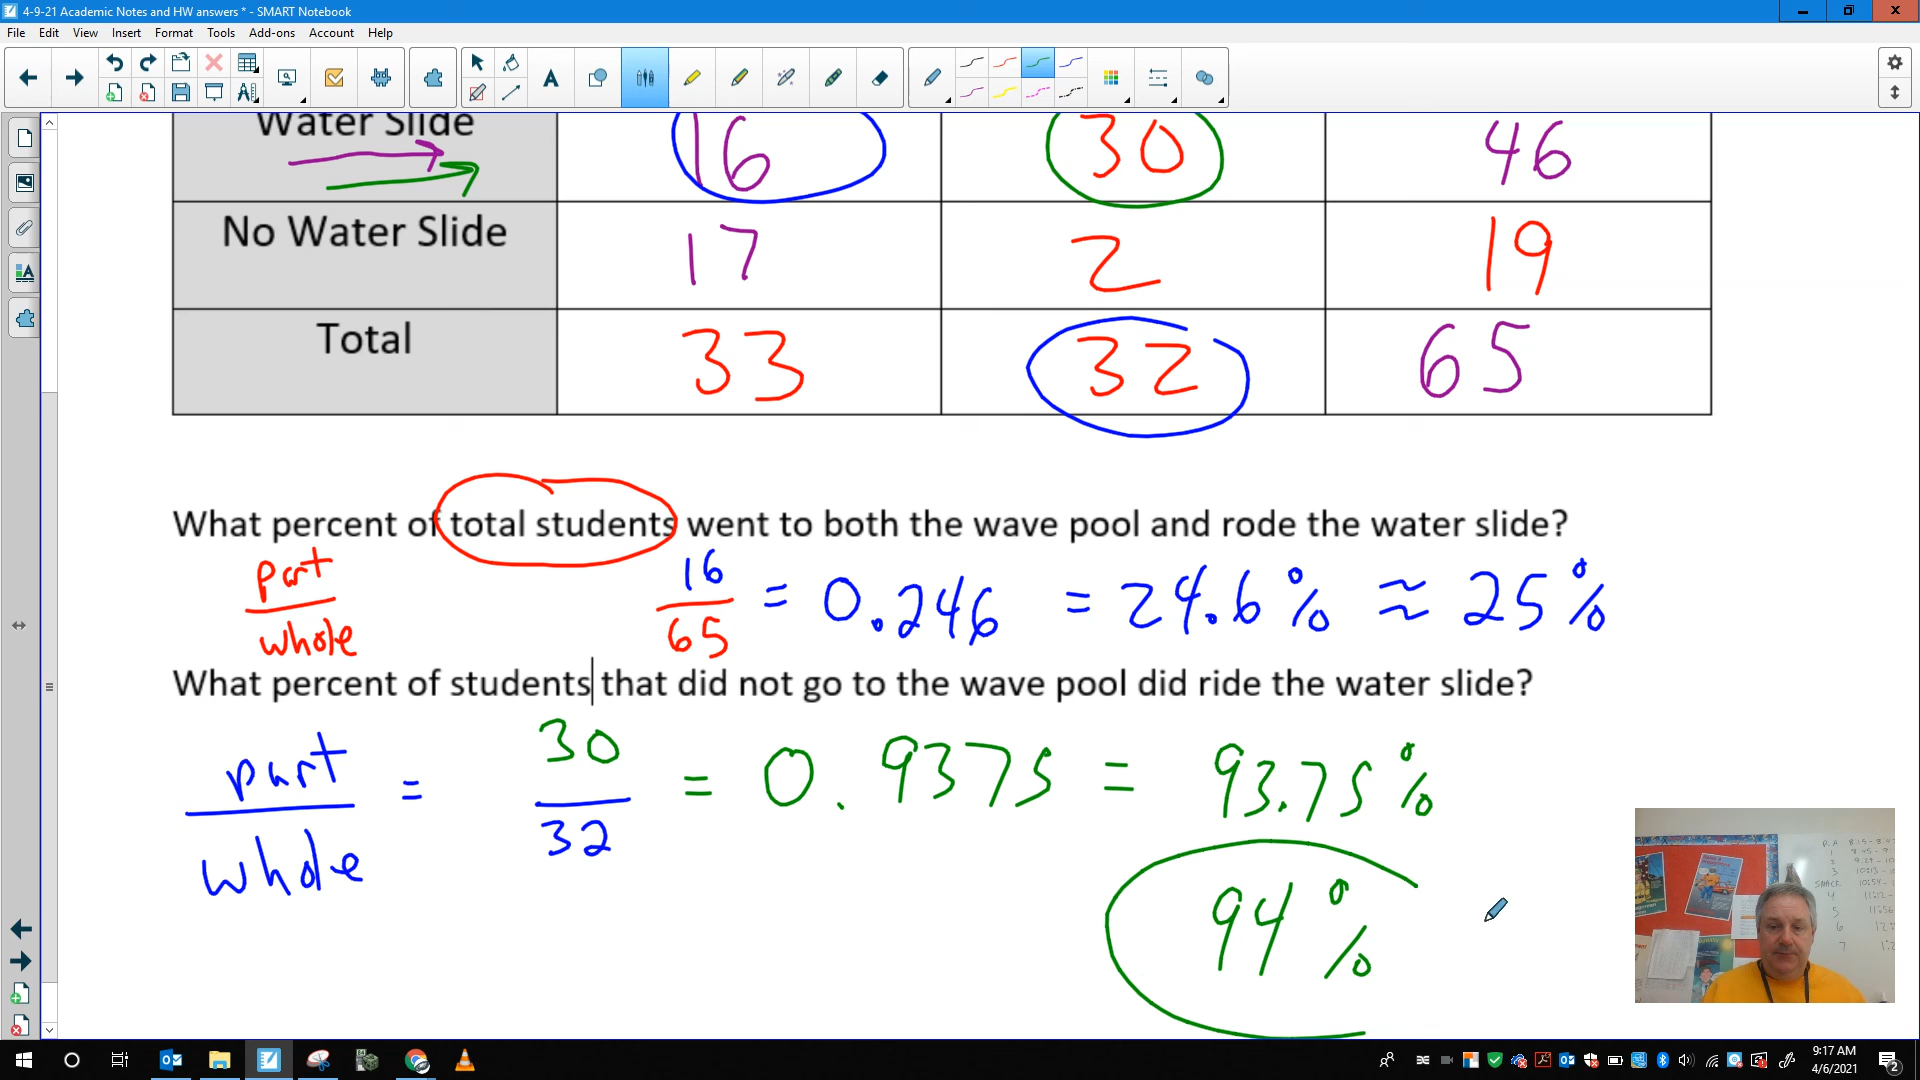 4-9-21 Academic Notes and HW answers * - SMART Notebook
File Edit View Insert Format Tools Add-ons Account Help
Water Slide 16 30 46
No Water Slide 17 2 19
Total 33 32 65
What percent of total students went to both the wave pool and rode the water slide?
part
whole
16
65
= 0.246 = 24.6% ≈ 25%
What percent of students that did not go to the wave pool did ride the water slide?
part
whole
=
30
32
= 0.9375 = 93.75%
94%
9:17 AM
4/6/2021
2